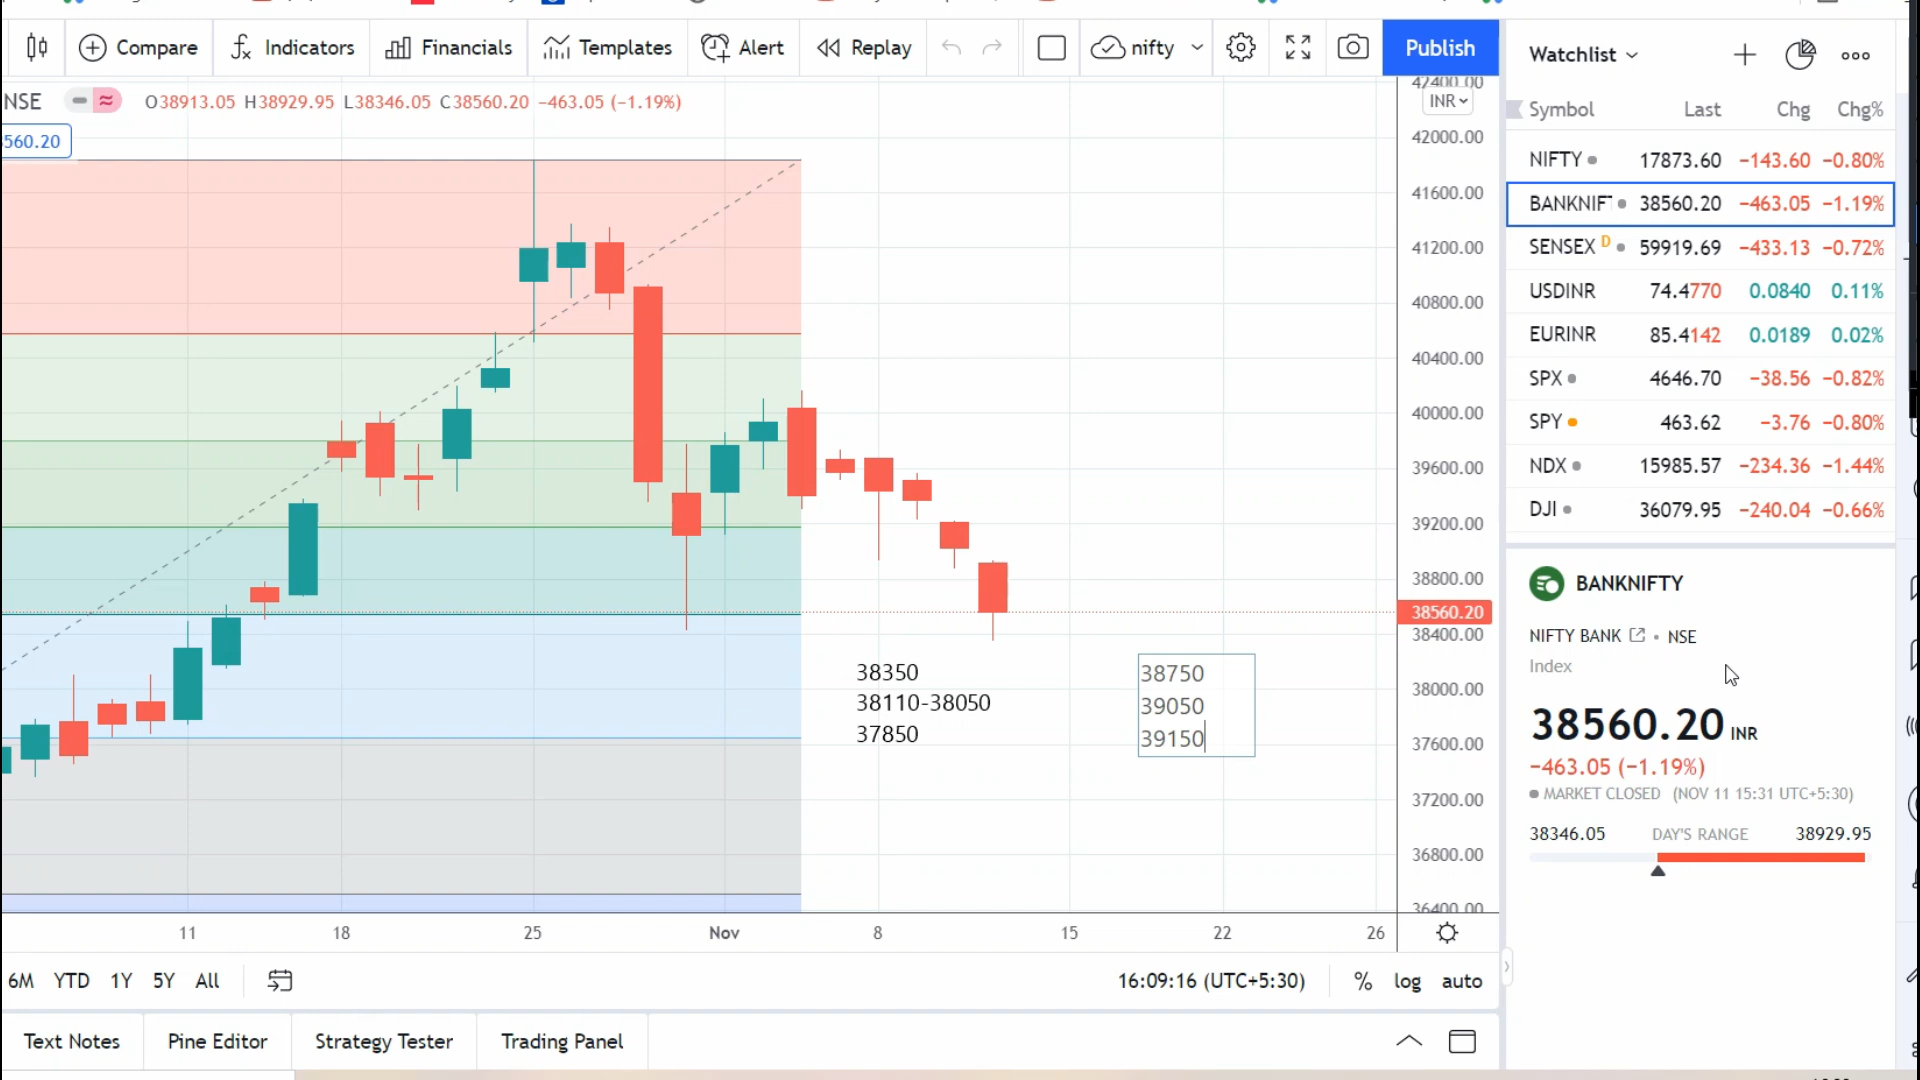 Compare
Indicators
Financials
Templates
Alert
Replay
nifty
Publish
NSE
O38913.05 H38929.95 L38346.05 C38560.20 −463.05 (−1.19%)
560.20
INR
42400.00
42000.00
41600.00
41200.00
40800.00
40400.00
40000.00
39600.00
39200.00
38800.00
38560.20
38400.00
38000.00
37600.00
37200.00
36800.00
36400.00
38350
38110-38050
37850
38750
39050
39150
11 18 25 Nov 8 15 22 26
6M YTD 1Y 5Y All
16:09:16 (UTC+5:30) % log auto
Text Notes Pine Editor Strategy Tester Trading Panel
Watchlist
Symbol Last Chg Chg%
NIFTY 17873.60 −143.60 −0.80%
BANKNIF 38560.20 −463.05 −1.19%
SENSEX D 59919.69 −433.13 −0.72%
USDINR 74.4770 0.0840 0.11%
EURINR 85.4142 0.0189 0.02%
SPX 4646.70 −38.56 −0.82%
SPY 463.62 −3.76 −0.80%
NDX 15985.57 −234.36 −1.44%
DJI 36079.95 −240.04 −0.66%
BANKNIFTY
NIFTY BANK • NSE
Index
38560.20 INR
−463.05 (−1.19%)
MARKET CLOSED (NOV 11 15:31 UTC+5:30)
38346.05 DAY'S RANGE 38929.95